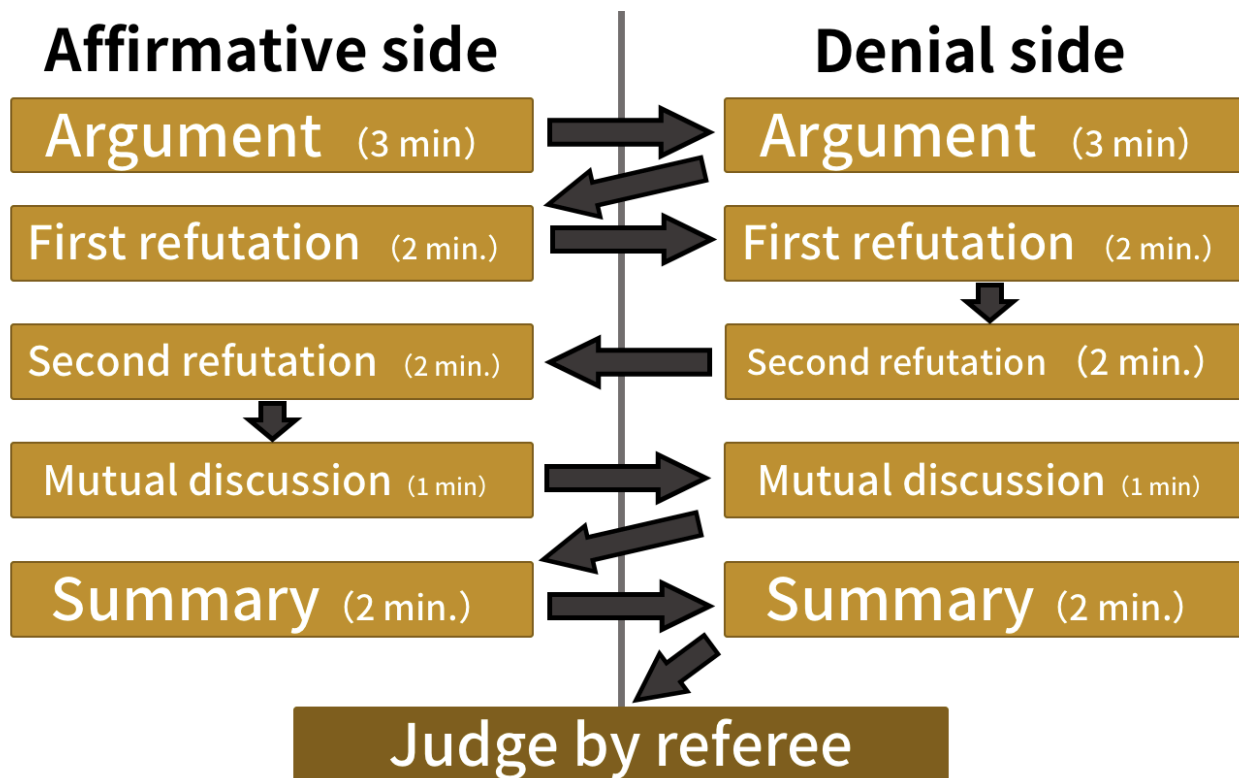 Affirmative side
Denial side
Argument （3 min）
Argument （3 min）
First refutation （2 min.）
First refutation （2 min.）
Second refutation （2 min.）
Second refutation （2 min.）
Mutual discussion （1 min）
Mutual discussion （1 min）
Summary （2 min.）
Summary （2 min.）
Judge by referee